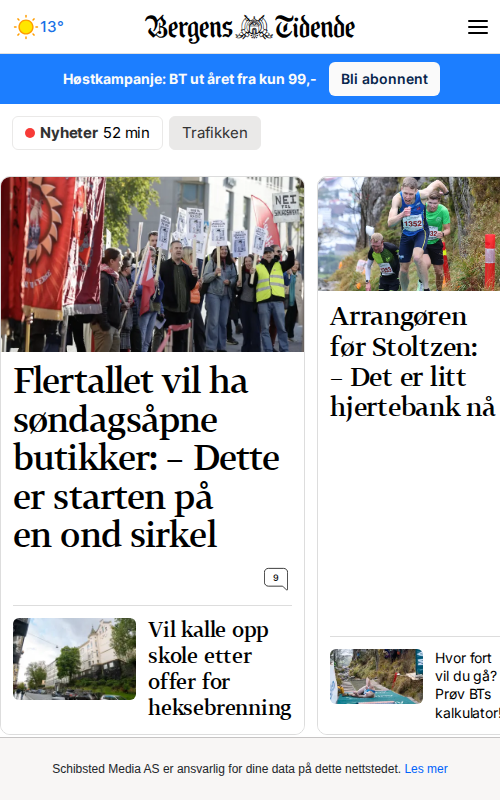 13°
Bergens Tidende
Høstkampanje: BT ut året fra kun 99,-
Bli abonnent
Nyheter 52 min
Trafikken
NEI
1352
Flertallet vil ha
søndagsåpne
butikker: – Dette
er starten på
en ond sirkel
9
Vil kalle opp
skole etter
offer for
heksebrenning
Arrangøren
før Stoltzen:
– Det er litt
hjertebank nå
Hvor fort
vil du gå?
Prøv BTs
kalkulator!
Schibsted Media AS er ansvarlig for dine data på dette nettstedet. Les mer